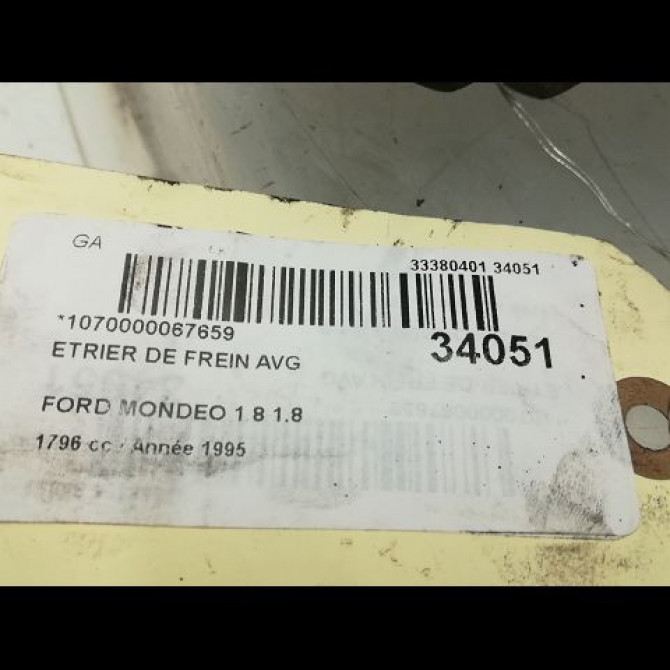 GA
33380401 34051
*1070000067659
34051
ETRIER DE FREIN AVG
FORD MONDEO 1.8 1.8
1796 cc - Année 1995